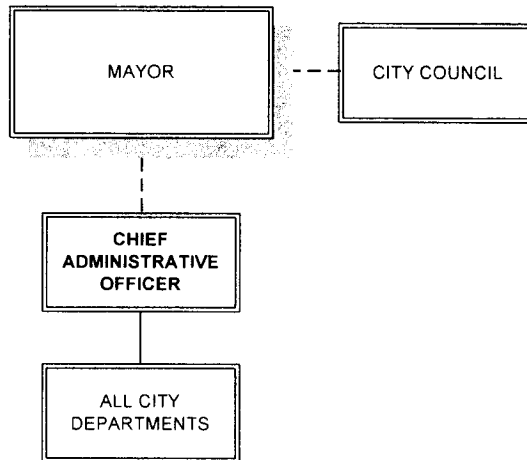 MAYOR
CITY COUNCIL
CHIEF
ADMINISTRATIVE
OFFICER
ALL CITY
DEPARTMENTS